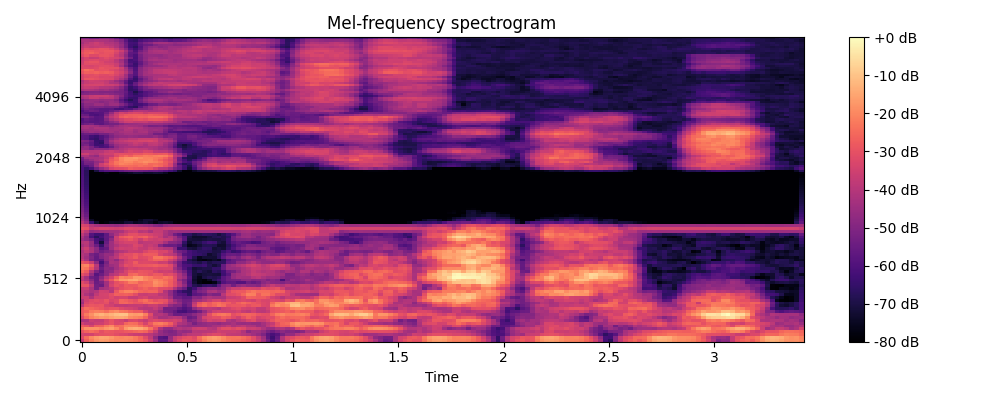 Mel-frequency spectrogram
+0 dB
-10 dB
4096
-20 dB
-30 dB
2048
Hz
-40 dB
1024
-50 dB
512
-60 dB
-70 dB
0
-80 dB
0 0.5 1 1.5 2 2.5 3
Time